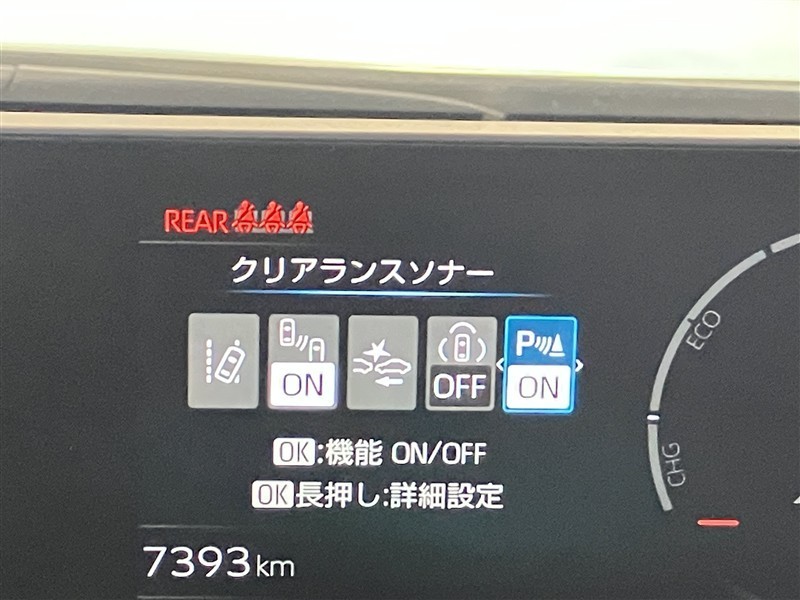 REAR
クリアランスソナー
ON OFF P ON
OK:機能 ON/OFF
OK長押し:詳細設定
7393km
ECO
CHG